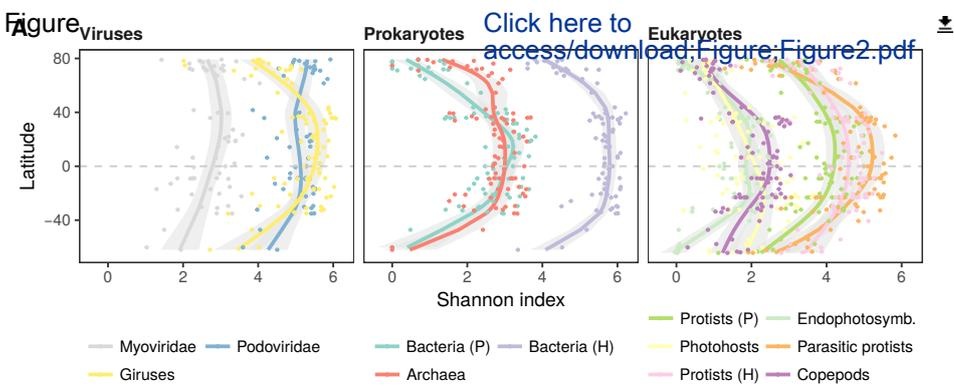 Figure
Click here to
access/download;Figure;Figure2.pdf
A
Viruses
Prokaryotes
Eukaryotes
Latitude
80
40
0
−40
0 2 4 6
0 2 4 6
0 2 4 6
Shannon index
Myoviridae Podoviridae
Giruses
Bacteria (P) Bacteria (H)
Archaea
Protists (P) Endophotosymb.
Photohosts Parasitic protists
Protists (H) Copepods